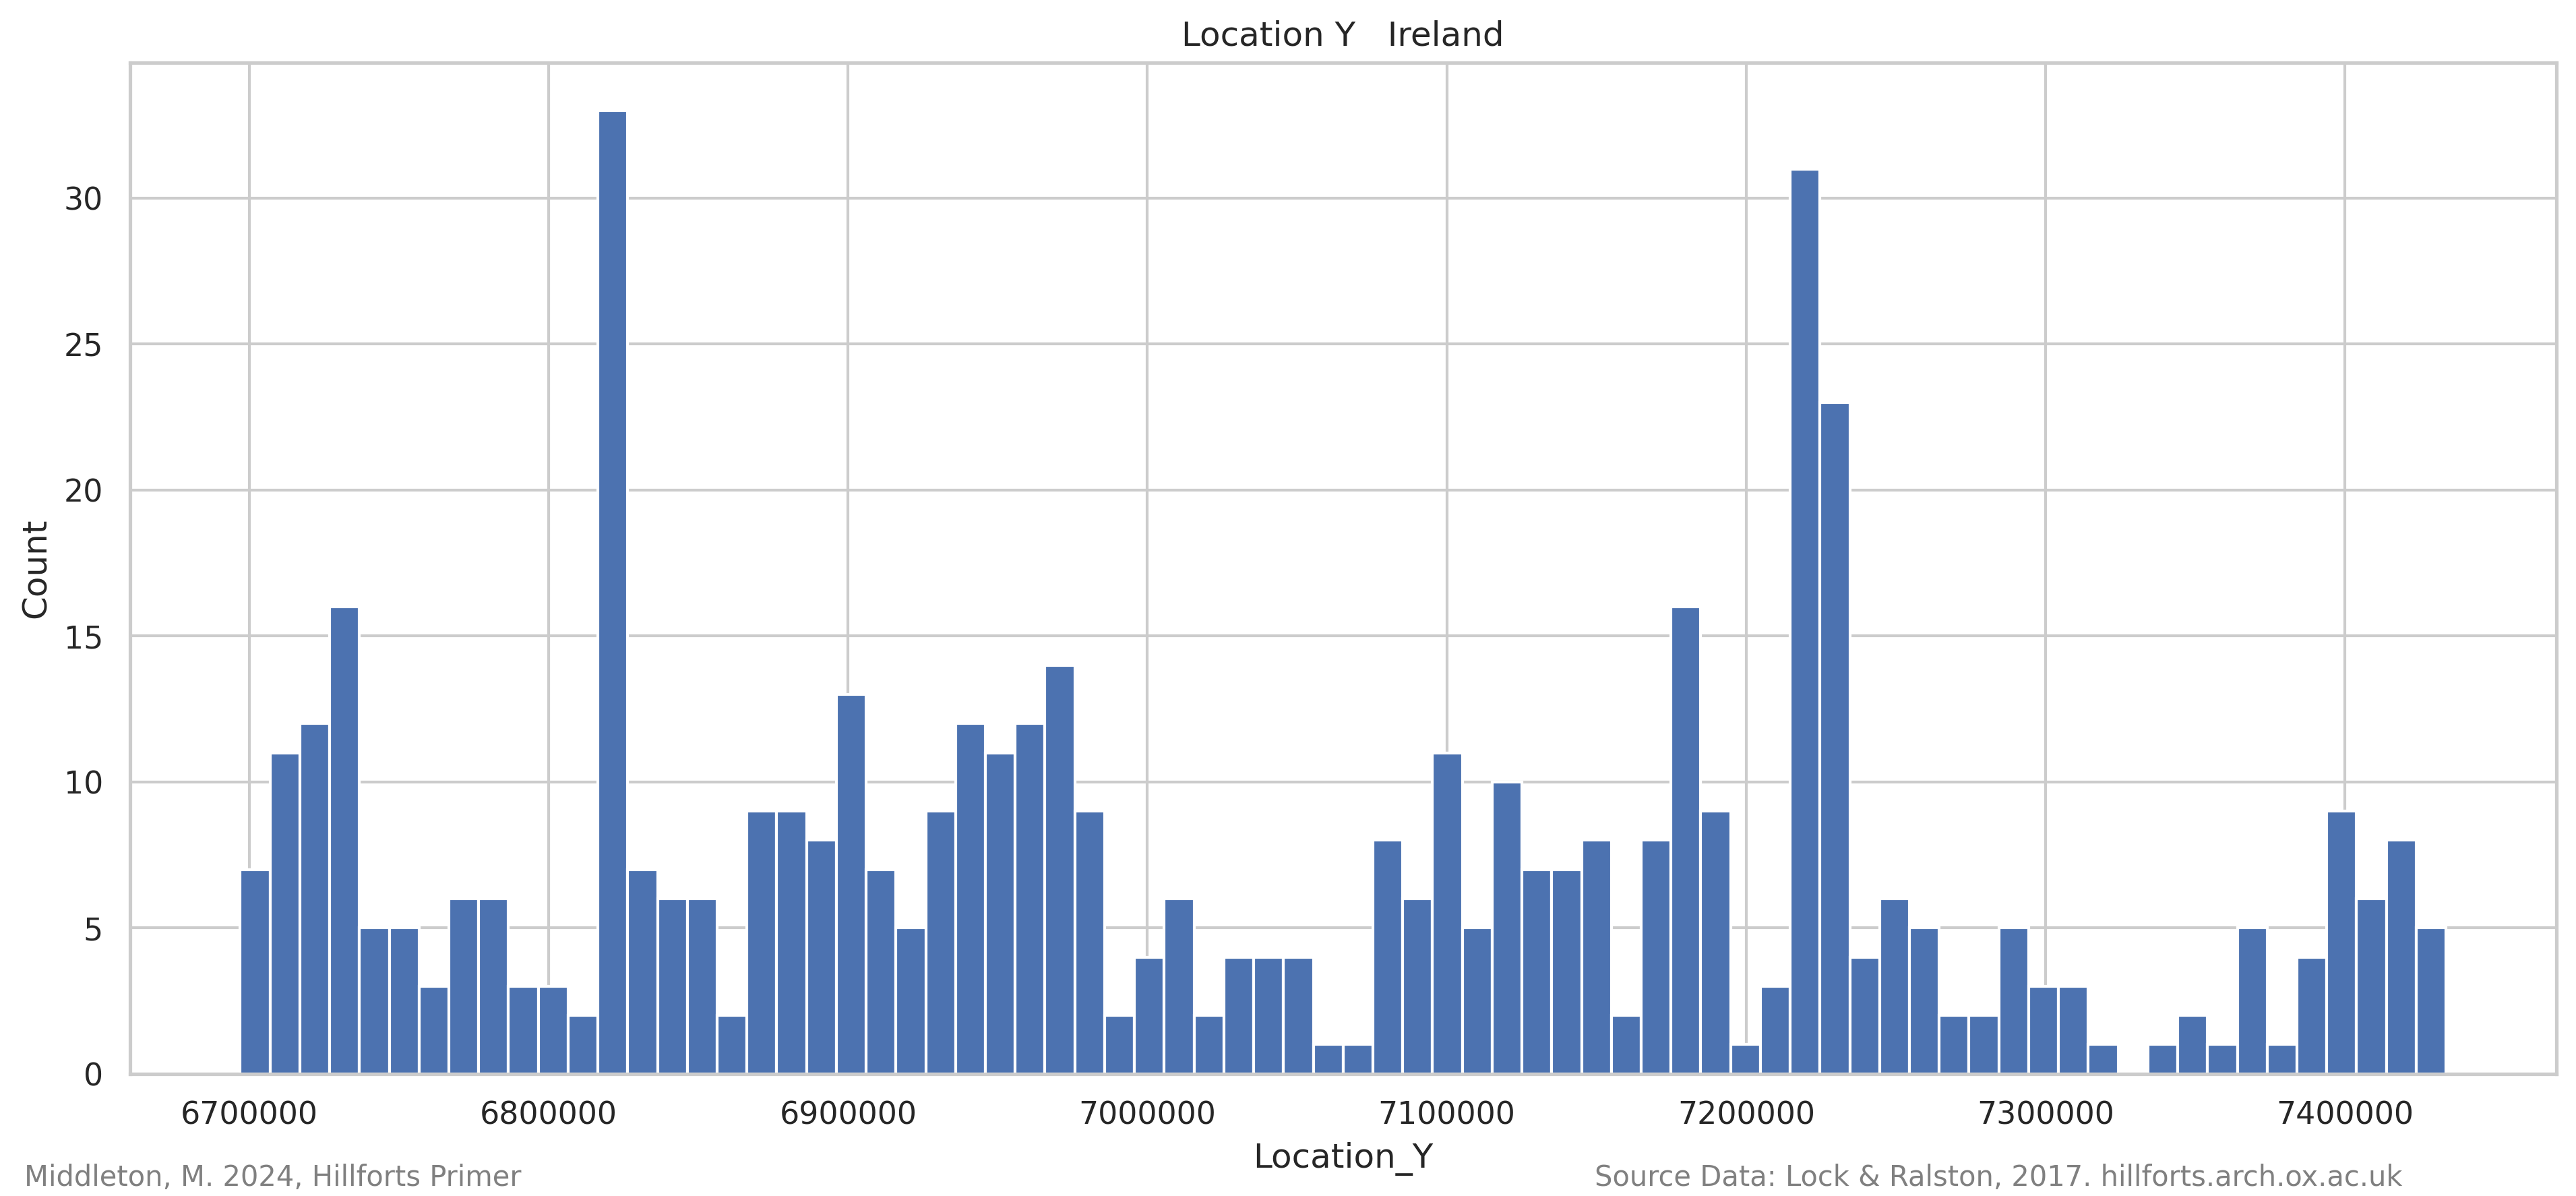 Location Y   Ireland
Count
30
25
20
15
10
5
0
6700000 6800000 6900000 7000000 7100000 7200000 7300000 7400000
Location_Y
Middleton, M. 2024, Hillforts Primer
Source Data: Lock & Ralston, 2017. hillforts.arch.ox.ac.uk